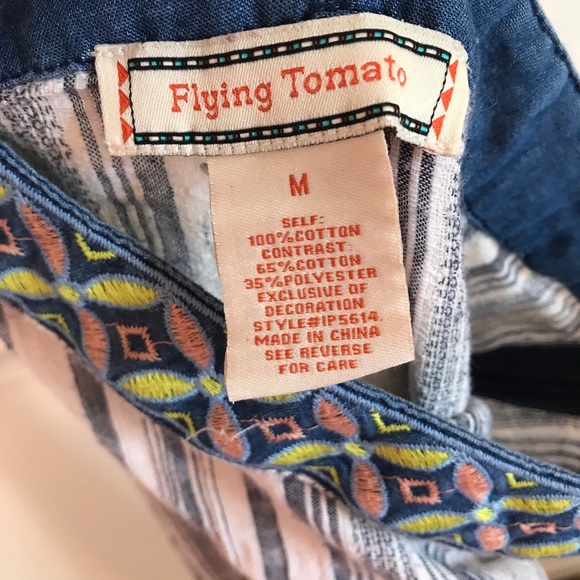 Flying Tomato
M
SELF:
100%COTTON
CONTRAST:
65%COTTON
35%POLYESTER
EXCLUSIVE OF
DECORATION
STYLE#IP5614.
MADE IN CHINA
SEE REVERSE
FOR CARE